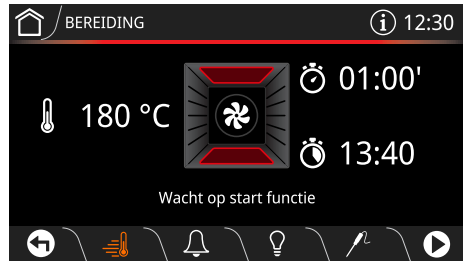 BEREIDING
i 12:30
180 °C
01:00'
13:40
Wacht op start functie